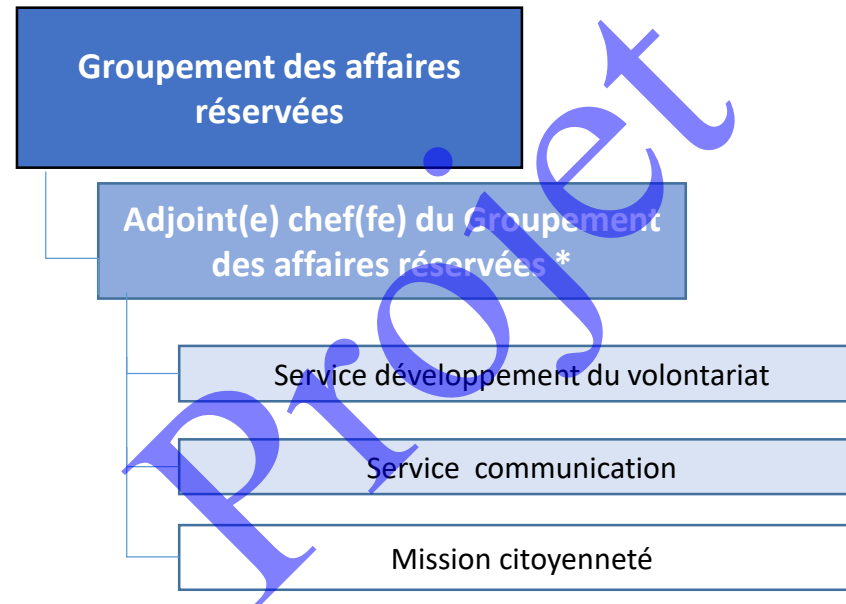 Groupement des affaires
réservées
Adjoint(e) chef(fe) du Groupement
des affaires réservées *
Service développement du volontariat
Service communication
Mission citoyenneté
Projet